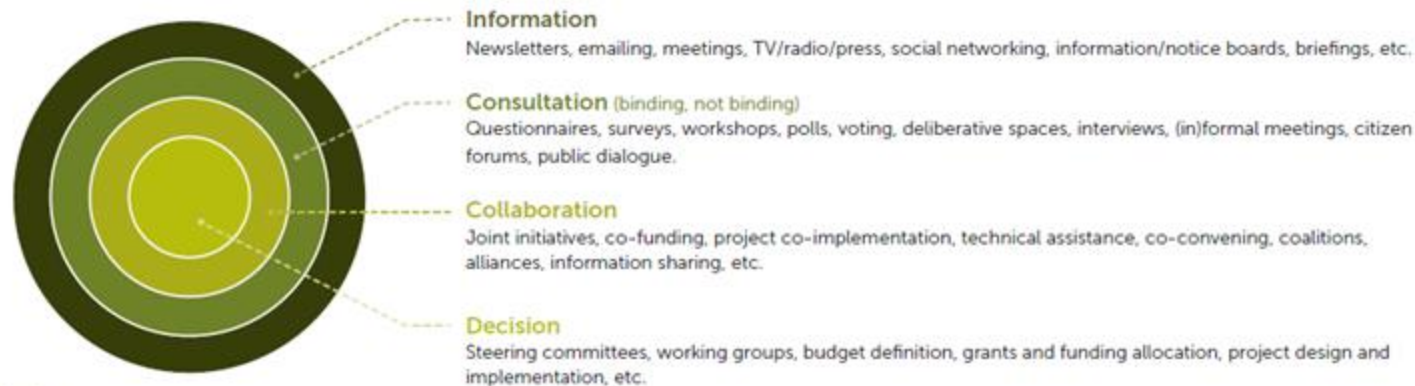 Information
Newsletters, emailing, meetings, TV/radio/press, social networking, information/notice boards, briefings, etc.
Consultation (binding, not binding)
Questionnaires, surveys, workshops, polls, voting, deliberative spaces, interviews, (in)formal meetings, citizen
forums, public dialogue.
Collaboration
Joint initiatives, co-funding, project co-implementation, technical assistance, co-convening, coalitions,
alliances, information sharing, etc.
Decision
Steering committees, working groups, budget definition, grants and funding allocation, project design and
implementation, etc.